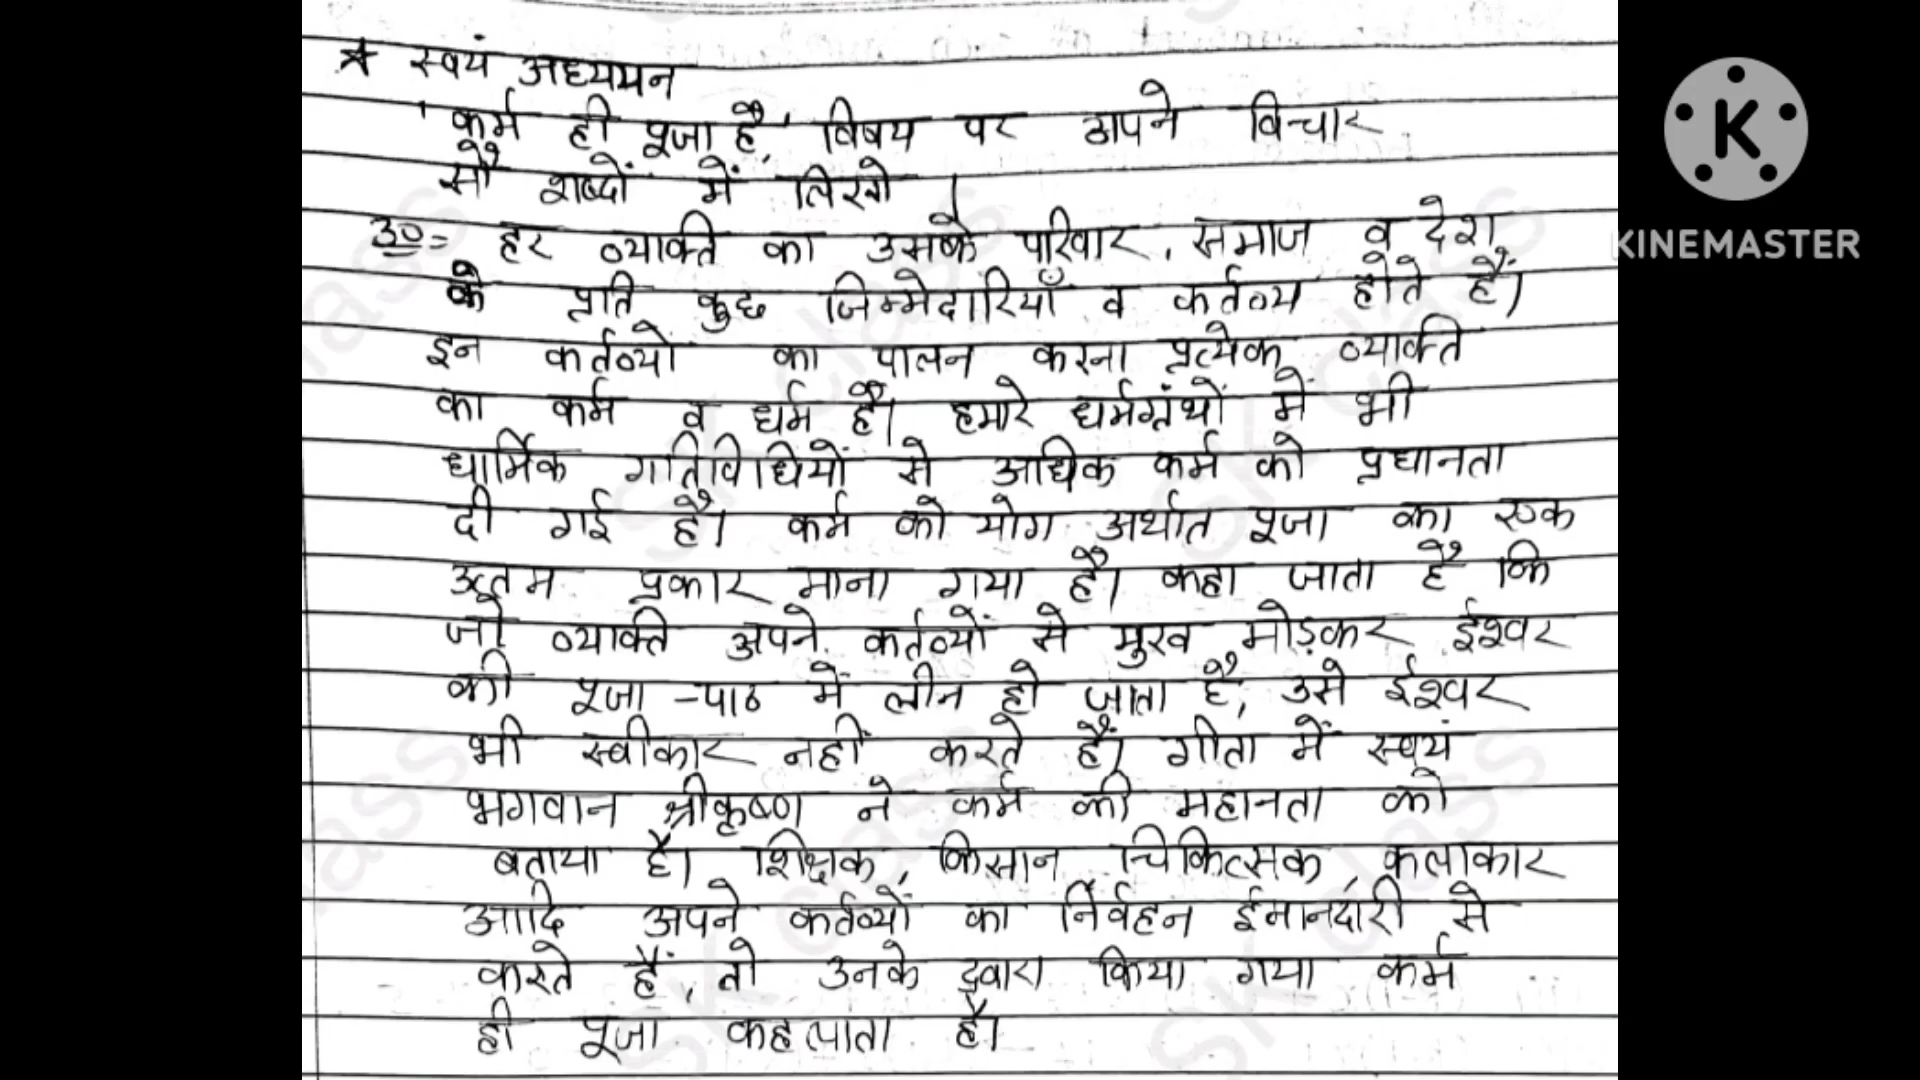 ★ स्वयं अध्ययन
'कर्म ही पूजा है,' विषय पर अपने विचार
सौ शब्दों में लिखो ।
उ०= हर व्यक्ति का उसके परिवार, समाज व देश
के प्रति कुछ जिम्मेदारियाँ व कर्तव्य होते हैं।
इन कर्तव्यो का पालन करना प्रत्येक व्यक्ति
का कर्म व धर्म है। हमारे धर्मग्रंथों में भी
धार्मिक गतिविधियों से अधिक कर्म को प्रधानता
दी गई है। कर्म को योग अर्थात पूजा का एक
उत्तम प्रकार माना गया है। कहा जाता है कि
जो व्यक्ति अपने कर्तव्यों से मुख मोड़कर ईश्वर
की पूजा-पाठ में लीन हो जाता है, उसे ईश्वर
भी स्वीकार नहीं करते हैं। गीता में स्वयं
भगवान श्रीकृष्ण ने कर्म की महानता को
बताया है। शिक्षक, किसान, चिकित्सक, कलाकार
आदि अपने कर्तव्यों का निर्वहन ईमानदारी से
करते हैं, तो उनके द्वारा किया गया कर्म
ही पूजा कहलाता है।
K
KINEMASTER
SK class